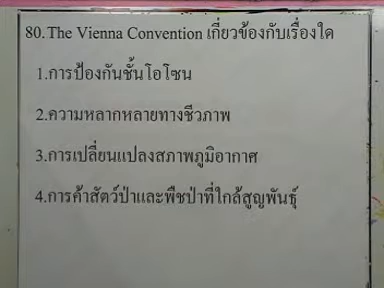 80. The Vienna Convention เกี่ยวข้องกับเรื่องใด
1.การป้องกันชั้นโอโซน
2.ความหลากหลายทางชีวภาพ
3.การเปลี่ยนแปลงสภาพภูมิอากาศ
4.การค้าสัตว์ป่าและพืชป่าที่ใกล้สูญพันธุ์